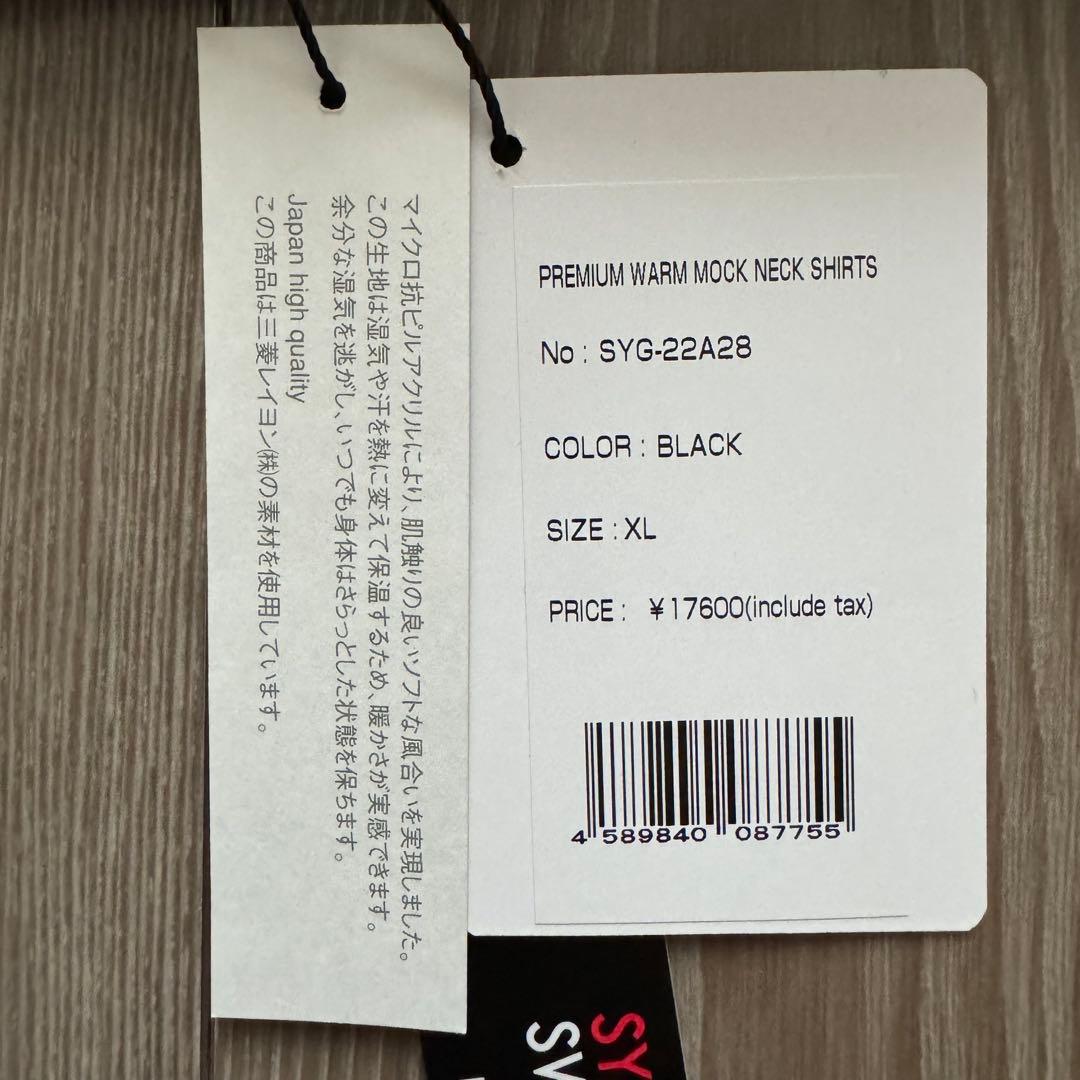 マイクロ抗ピルアクリルにより、肌触りの良いソフトな風合いを実現しました。
この生地は湿気や汗を熱に変えて保温するため、暖かさが実感できます。
余分な湿気を逃がし、いつでも身体はさらっとした状態を保ちます。
Japan high quality
この商品は三菱レイヨン㈱の素材を使用しています。
PREMIUM WARM MOCK NECK SHIRTS
No : SYG-22A28
COLOR : BLACK
SIZE : XL
PRICE : ¥17600(include tax)
4 589840 087755
SY
SV